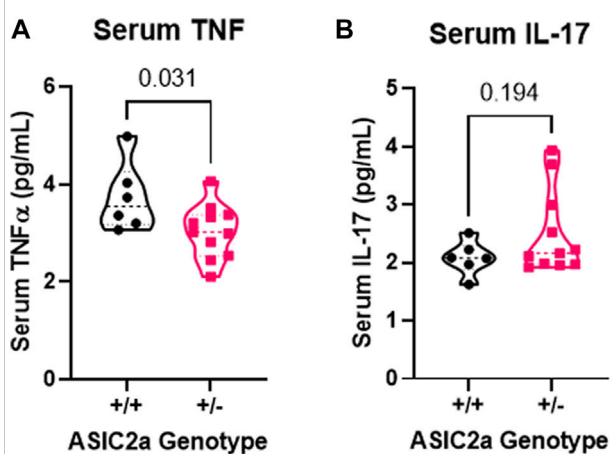 A
Serum TNF
0.031
6
4
2
0
Serum TNFα (pg/mL)
+/+
+/-
ASIC2a Genotype
B
Serum IL-17
0.194
5
4
3
2
1
0
Serum IL-17 (pg/mL)
+/+
+/-
ASIC2a Genotype